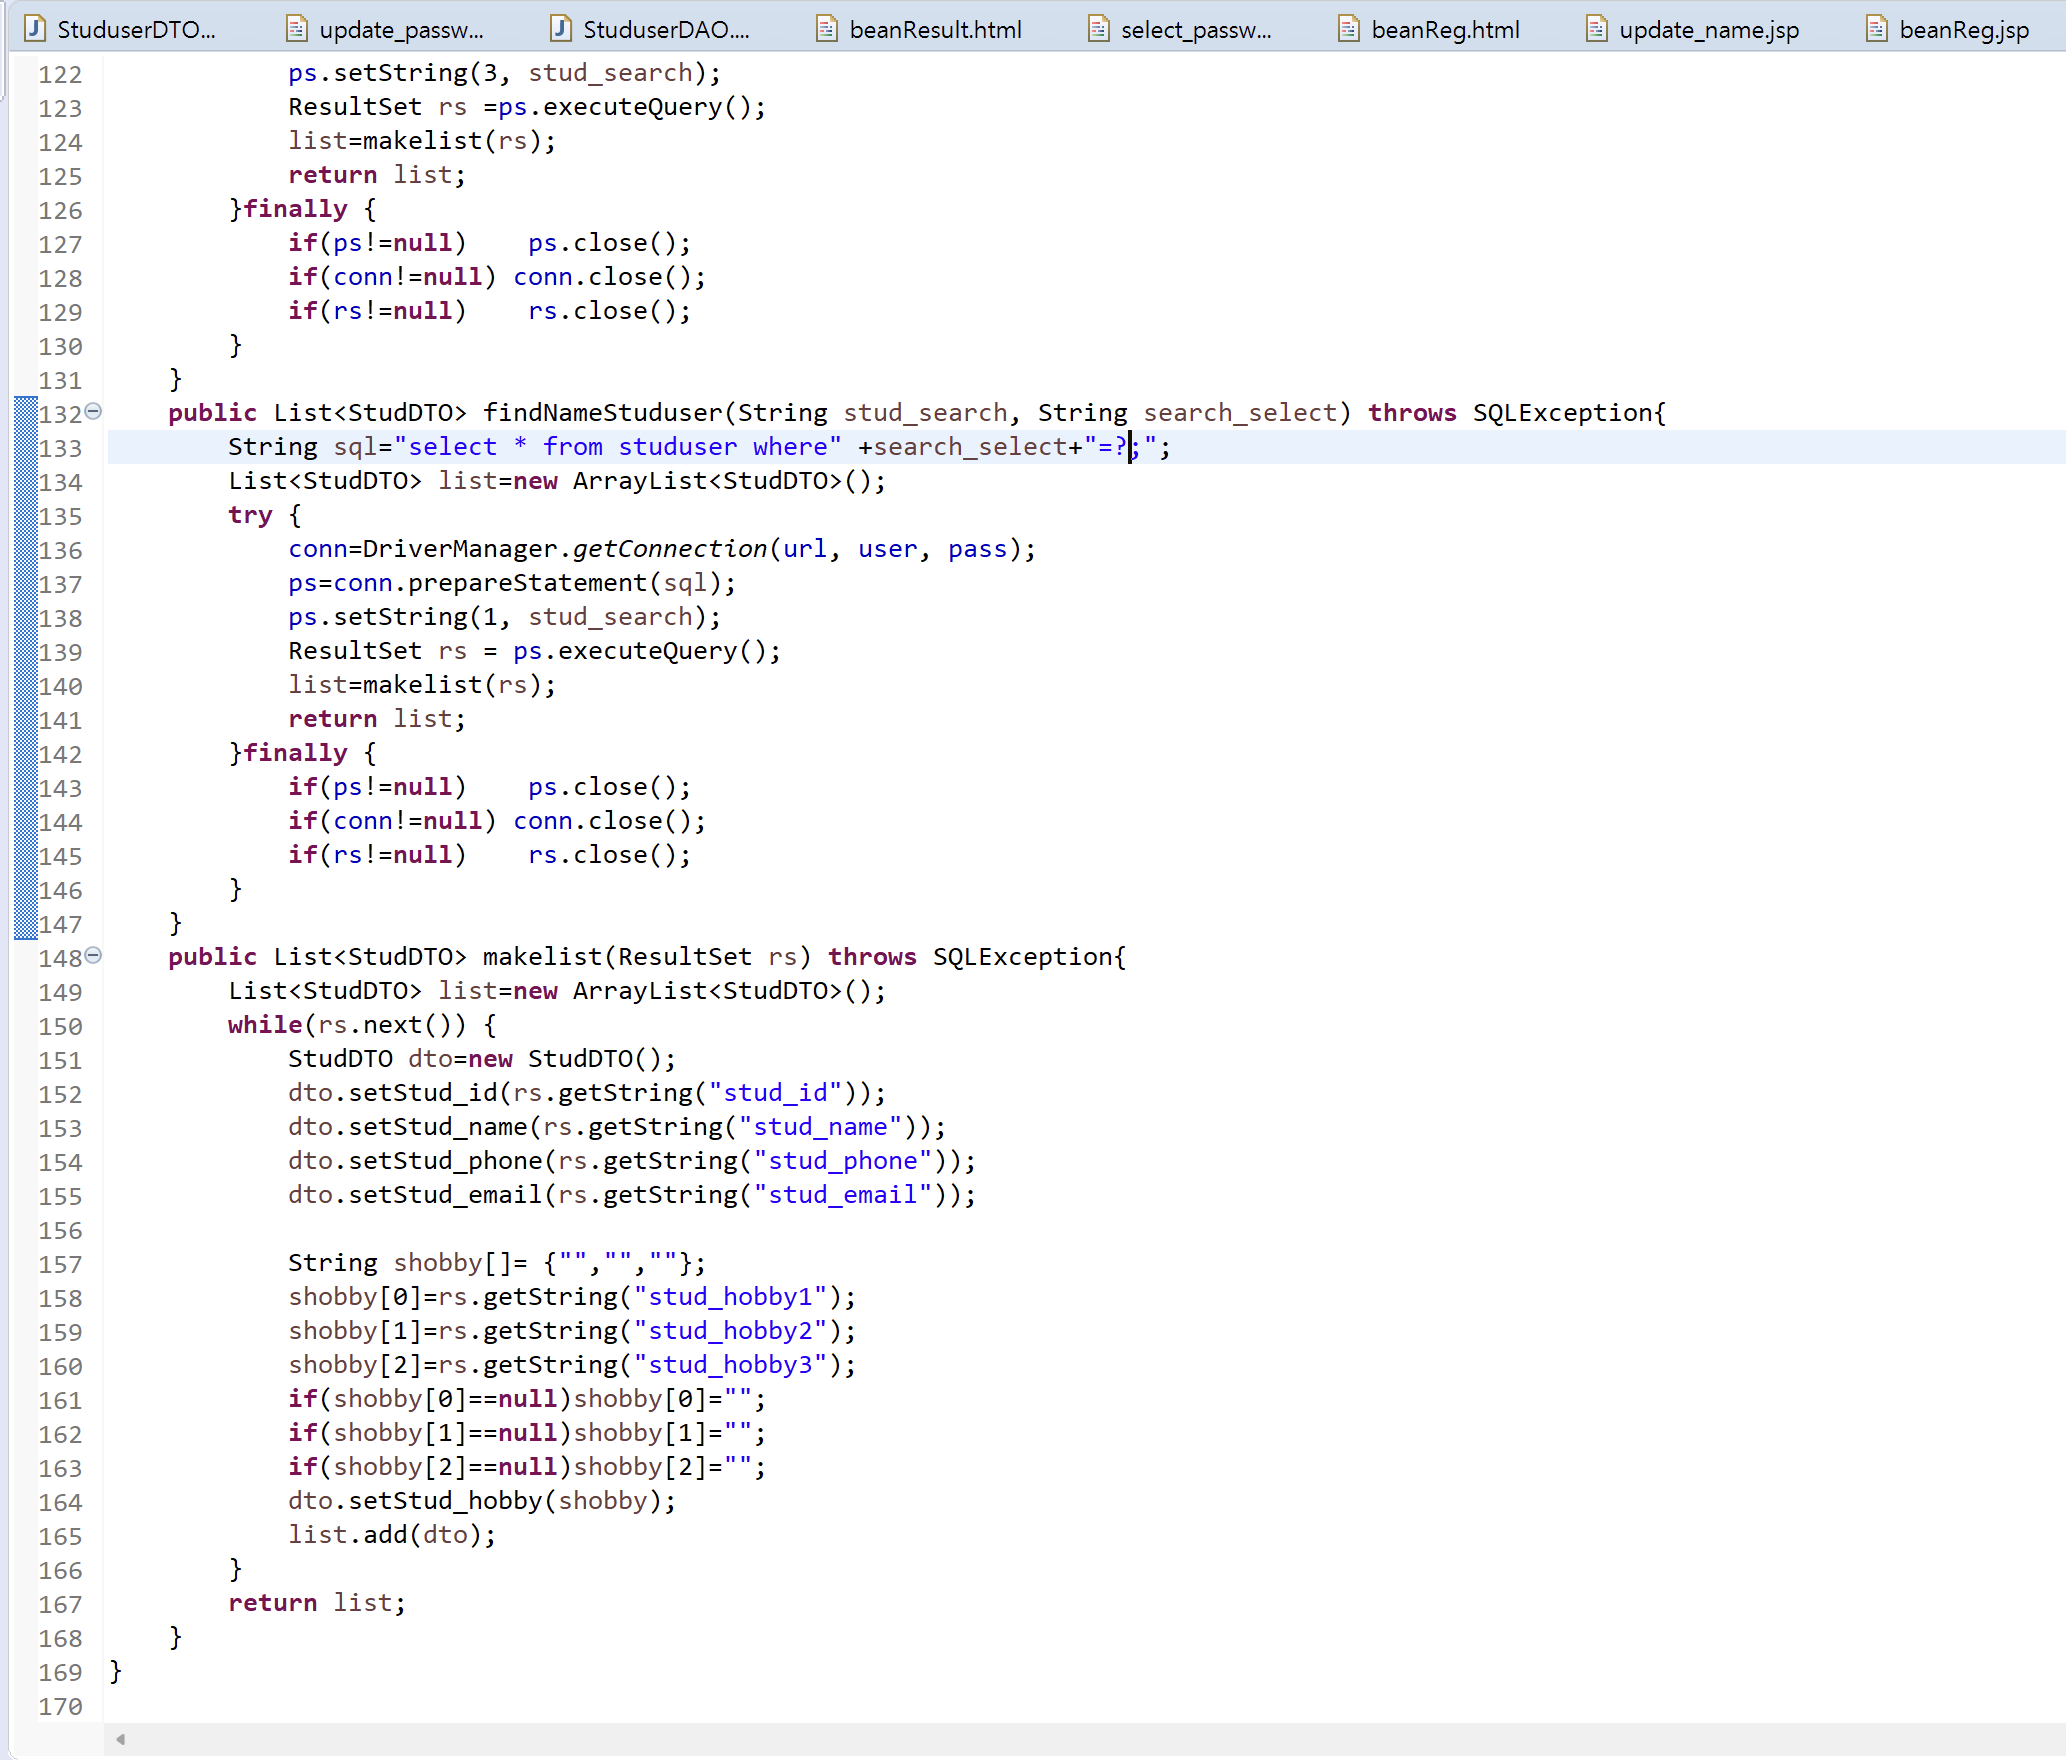 StuduserDTO... update_passw... StuduserDAO.... beanResult.html select_passw... beanReg.html update_name.jsp beanReg.jsp
122             ps.setString(3, stud_search);
123             ResultSet rs =ps.executeQuery();
124             list=makelist(rs);
125             return list;
126         }finally {
127             if(ps!=null)    ps.close();
128             if(conn!=null) conn.close();
129             if(rs!=null)    rs.close();
130         }
131     }
132     public List<StudDTO> findNameStuduser(String stud_search, String search_select) throws SQLException{
133         String sql="select * from studuser where" +search_select+"=?;";
134         List<StudDTO> list=new ArrayList<StudDTO>();
135         try {
136             conn=DriverManager.getConnection(url, user, pass);
137             ps=conn.prepareStatement(sql);
138             ps.setString(1, stud_search);
139             ResultSet rs = ps.executeQuery();
140             list=makelist(rs);
141             return list;
142         }finally {
143             if(ps!=null)    ps.close();
144             if(conn!=null) conn.close();
145             if(rs!=null)    rs.close();
146         }
147     }
148     public List<StudDTO> makelist(ResultSet rs) throws SQLException{
149         List<StudDTO> list=new ArrayList<StudDTO>();
150         while(rs.next()) {
151             StudDTO dto=new StudDTO();
152             dto.setStud_id(rs.getString("stud_id"));
153             dto.setStud_name(rs.getString("stud_name"));
154             dto.setStud_phone(rs.getString("stud_phone"));
155             dto.setStud_email(rs.getString("stud_email"));
156
157             String shobby[]= {"","",""};
158             shobby[0]=rs.getString("stud_hobby1");
159             shobby[1]=rs.getString("stud_hobby2");
160             shobby[2]=rs.getString("stud_hobby3");
161             if(shobby[0]==null)shobby[0]="";
162             if(shobby[1]==null)shobby[1]="";
163             if(shobby[2]==null)shobby[2]="";
164             dto.setStud_hobby(shobby);
165             list.add(dto);
166         }
167         return list;
168     }
169 }
170